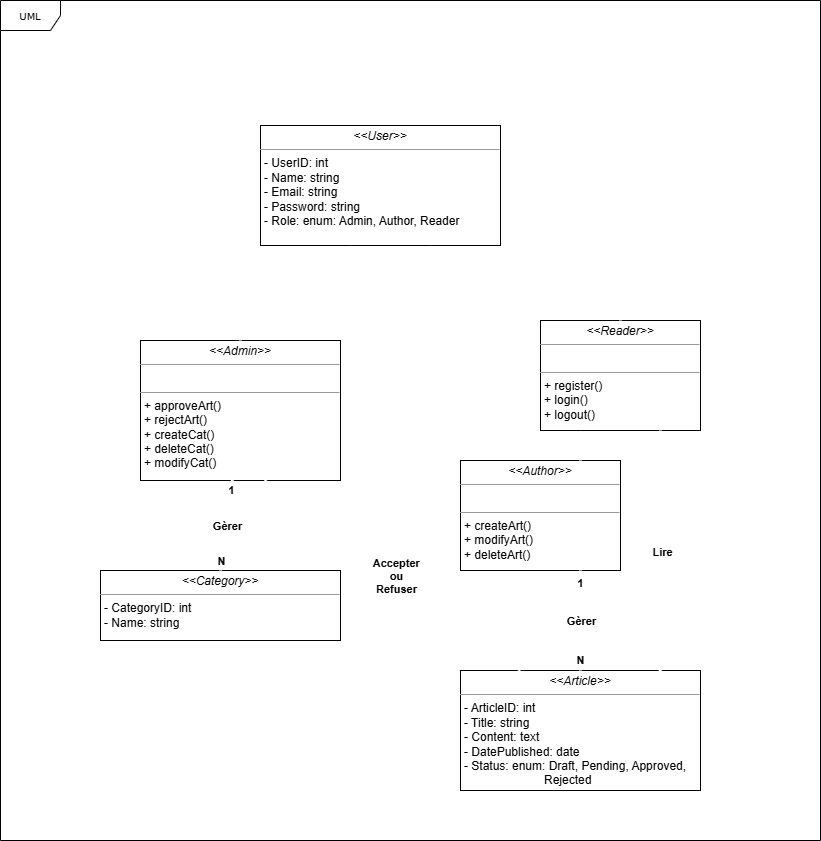 UML
<<User>>
- UserID: int
- Name: string
- Email: string
- Password: string
- Role: enum: Admin, Author, Reader
<<Admin>>
+ approveArt()
+ rejectArt()
+ createCat()
+ deleteCat()
+ modifyCat()
1
<<Reader>>
+ register()
+ login()
+ logout()
<<Author>>
+ createArt()
+ modifyArt()
+ deleteArt()
1
Gèrer
N
<<Category>>
- CategoryID: int
- Name: string
Accepter
ou
Refuser
Lire
Gèrer
N
<<Article>>
- ArticleID: int
- Title: string
- Content: text
- DatePublished: date
- Status: enum: Draft, Pending, Approved,
Rejected